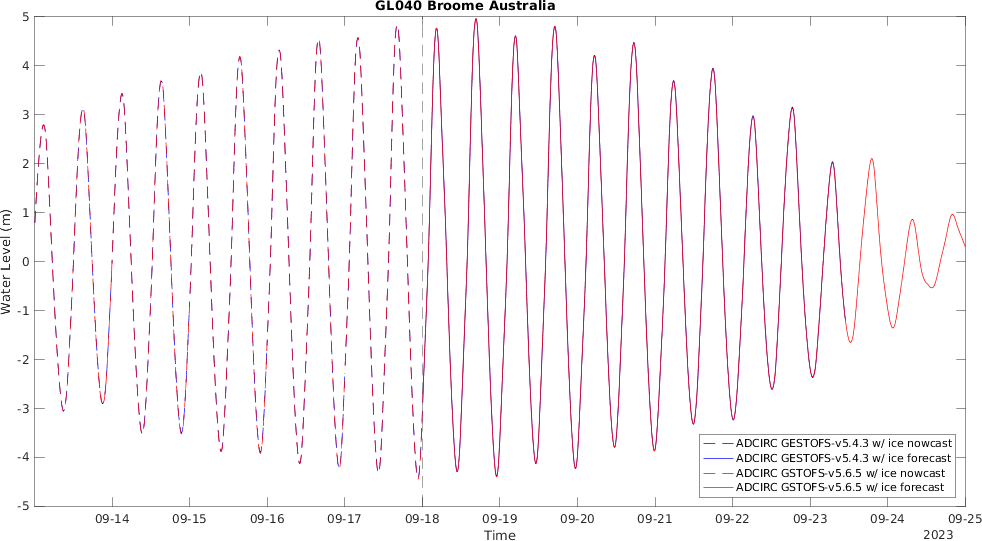 GL040 Broome Australia
5
4
3
2
1
0
-1
-2
-3
-4
-5
Water Level (m)
09-14 09-15 09-16 09-17 09-18 09-19 09-20 09-21 09-22 09-23 09-24 09-25
Time
2023
ADCIRC GESTOFS-v5.4.3 w/ ice nowcast
ADCIRC GESTOFS-v5.4.3 w/ ice forecast
ADCIRC GSTOFS-v5.6.5 w/ ice nowcast
ADCIRC GSTOFS-v5.6.5 w/ ice forecast